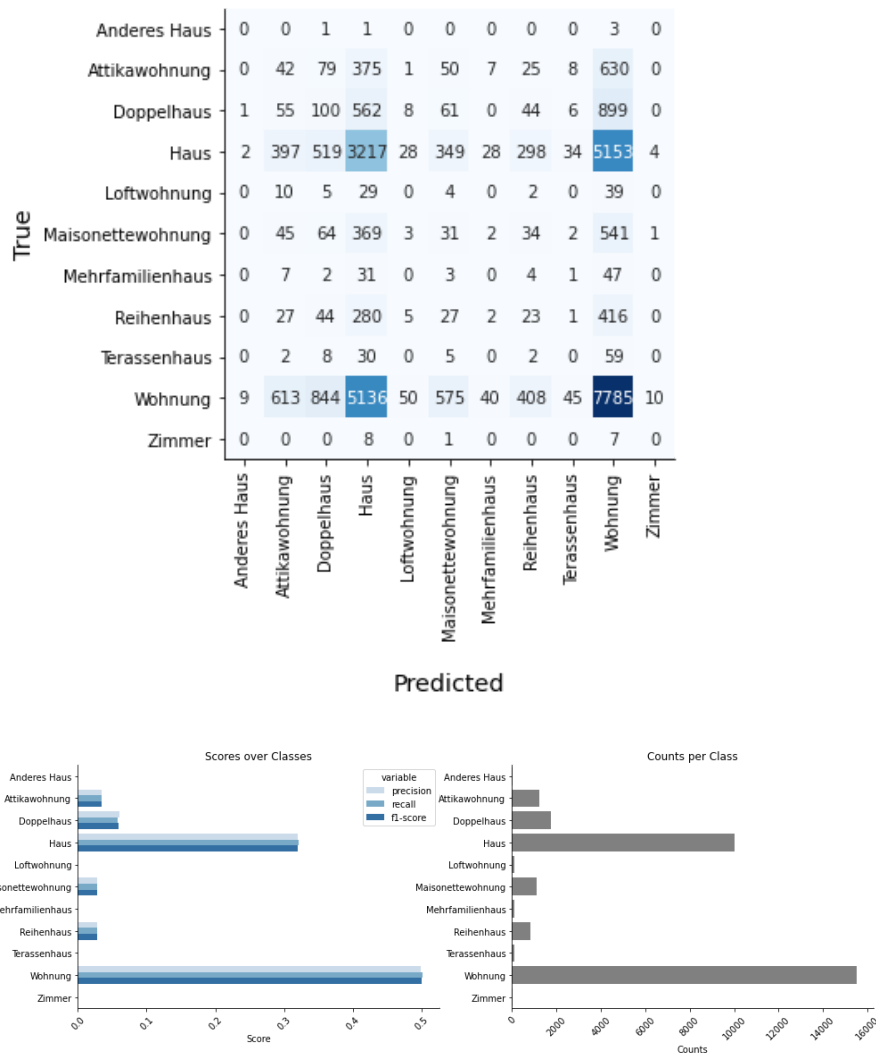 Anderes Haus 0 0 1 1 0 0 0 0 0 3 0
Attikawohnung 0 42 79 375 1 50 7 25 8 630 0
Doppelhaus 1 55 100 562 8 61 0 44 6 899 0
Haus 2 397 519 3217 28 349 28 298 34 5153 4
Loftwohnung 0 10 5 29 0 4 0 2 0 39 0
Maisonettewohnung 0 45 64 369 3 31 2 34 2 541 1
Mehrfamilienhaus 0 7 2 31 0 3 0 4 1 47 0
Reihenhaus 0 27 44 280 5 27 2 23 1 416 0
Terassenhaus 0 2 8 30 0 5 0 2 0 59 0
Wohnung 9 613 844 5136 50 575 40 408 45 7785 10
Zimmer 0 0 0 8 0 1 0 0 0 7 0
True
Anderes Haus
Attikawohnung
Doppelhaus
Haus
Loftwohnung
Maisonettewohnung
Mehrfamilienhaus
Reihenhaus
Terassenhaus
Wohnung
Zimmer
Predicted
Scores over Classes
variable
precision
recall
f1-score
Anderes Haus
Attikawohnung
Doppelhaus
Haus
Loftwohnung
sonettewohnung
ehrfamilienhaus
Reihenhaus
Terassenhaus
Wohnung
Zimmer
0.0 0.1 0.2 0.3 0.4 0.5
Score
Counts per Class
Anderes Haus
Attikawohnung
Doppelhaus
Haus
Loftwohnung
Maisonettewohnung
Mehrfamilienhaus
Reihenhaus
Terassenhaus
Wohnung
Zimmer
0 2000 4000 6000 8000 10000 12000 14000 16000
Counts